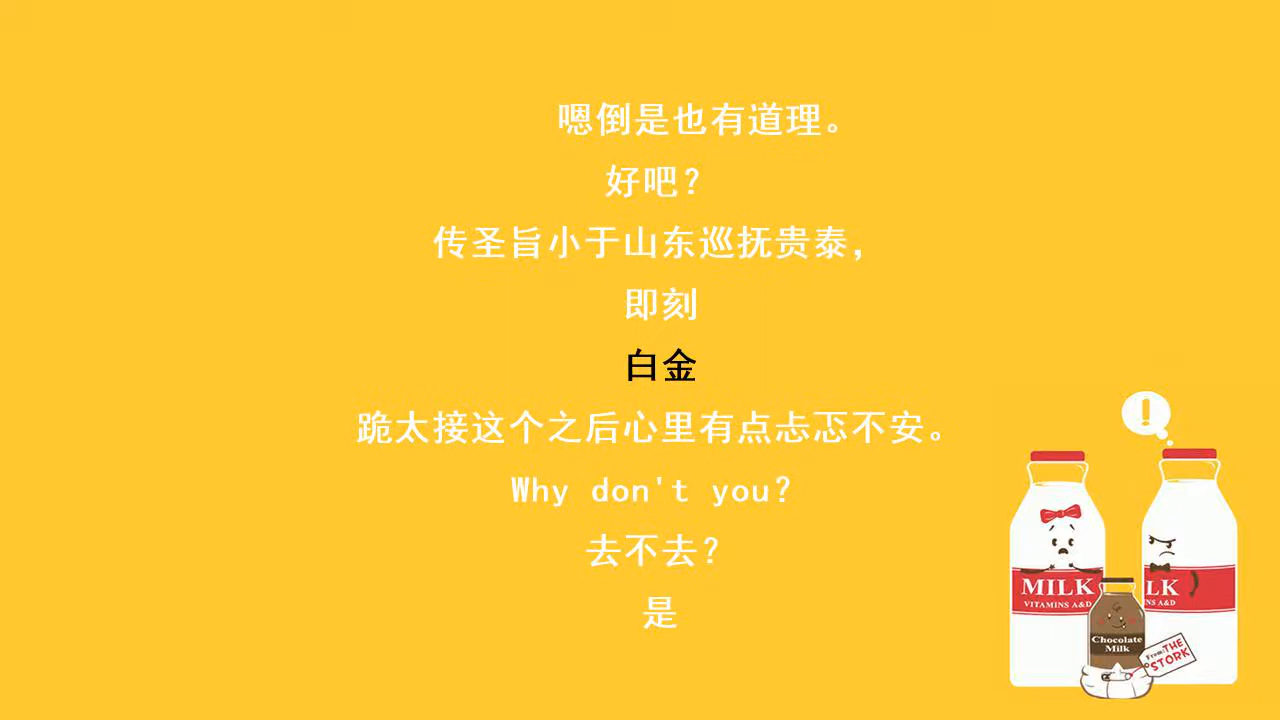 嗯倒是也有道理。
好吧？
传圣旨小于山东巡抚贵泰，
即刻
白金
跪太接这个之后心里有点忐忑不安。
Why don't you？
去不去？
是
!
MILK
VITAMINS A&D
LK
NS A&D
Chocolate
Milk
From: THE
STORK